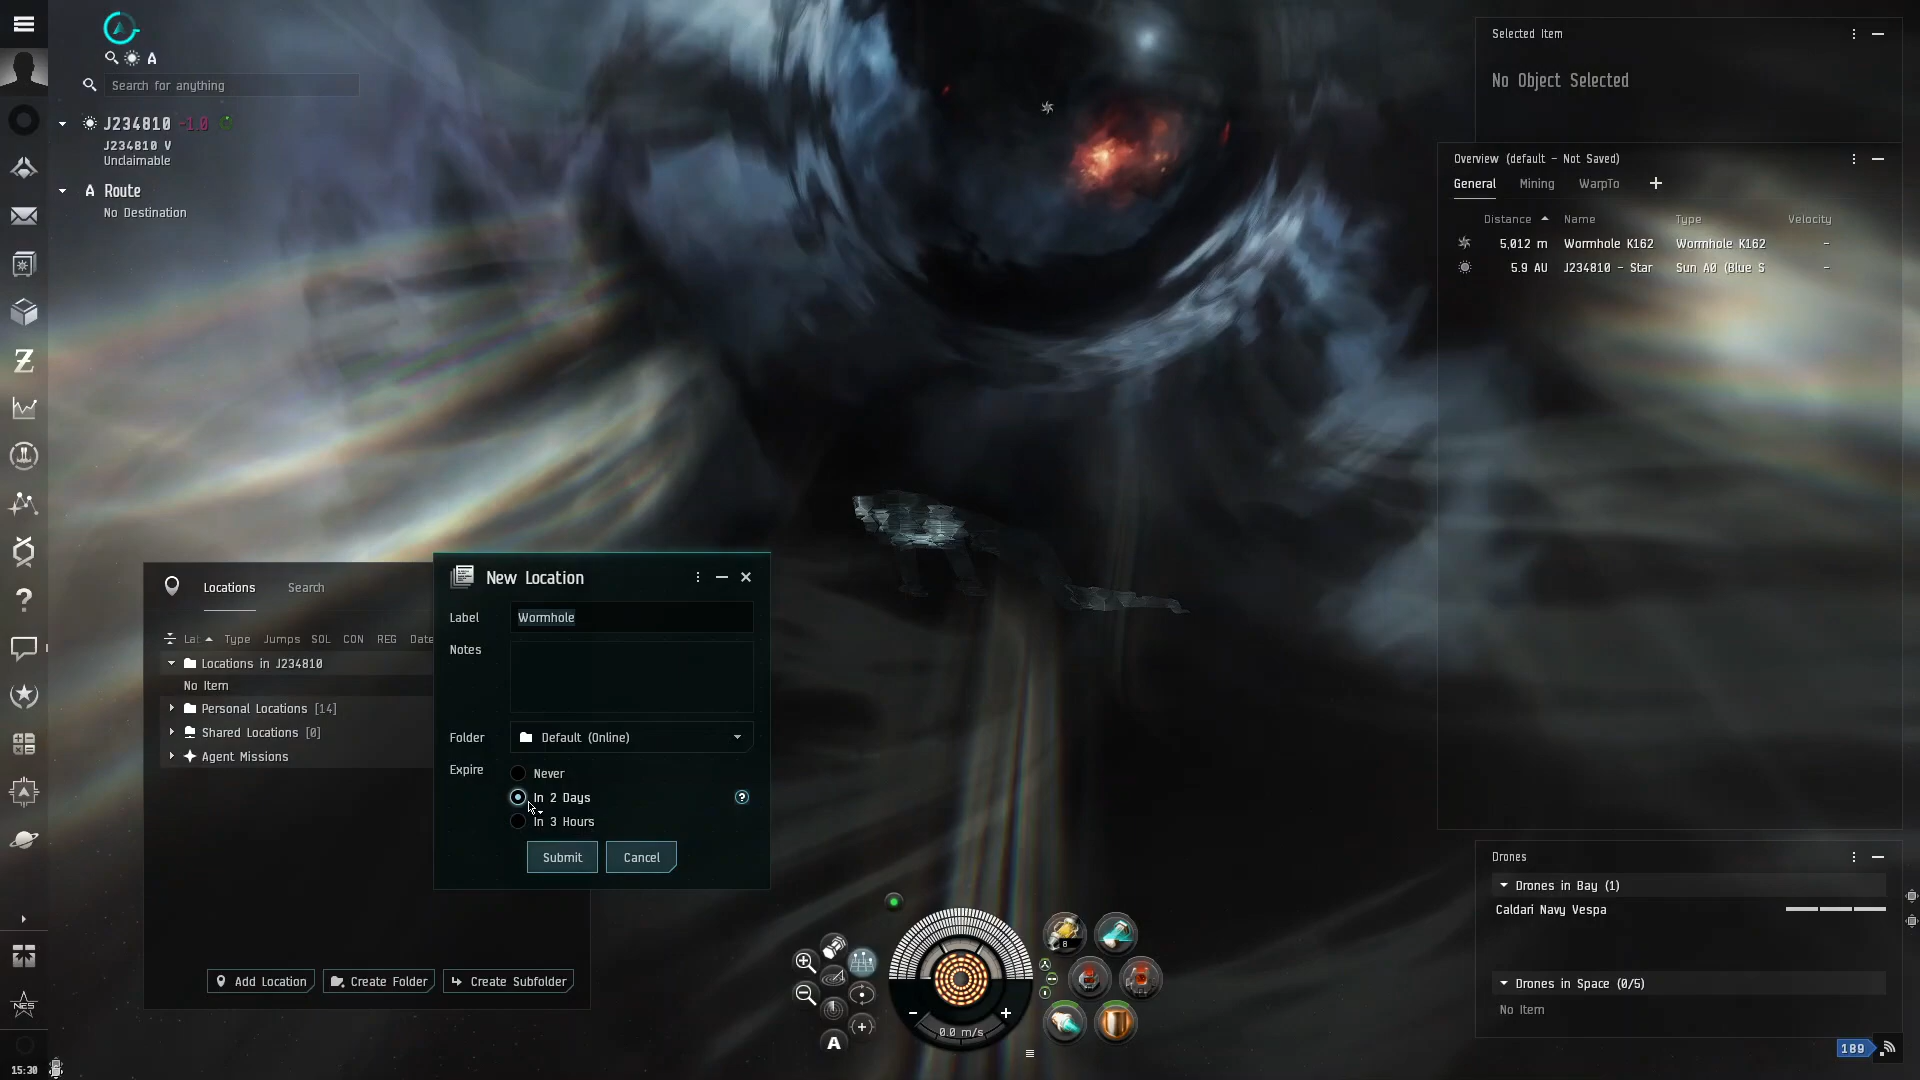 A
Search for anything
J234810 -1.0
J234810 V
Unclaimable
A Route
No Destination
Selected Item
No Object Selected
Overview (default - Not Saved)
General Mining WarpTo +
Distance Name Type Velocity
5,012 m Wormhole K162 Wormhole K162 -
5.9 AU J234810 - Star Sun A0 (Blue S -
Locations Search
Lat Type Jumps SOL CON REG Date
Locations in J234810
No Item
Personal Locations [14]
Shared Locations [0]
Agent Missions
Add Location Create Folder Create Subfolder
New Location
Label Wormhole
Notes
Folder Default (Online)
Expire Never
In 2 Days ?
In 3 Hours
Submit Cancel
8
0.0 m/s
A
Drones
Drones in Bay (1)
Caldari Navy Vespa
Drones in Space (0/5)
No Item
189
NES
15:30